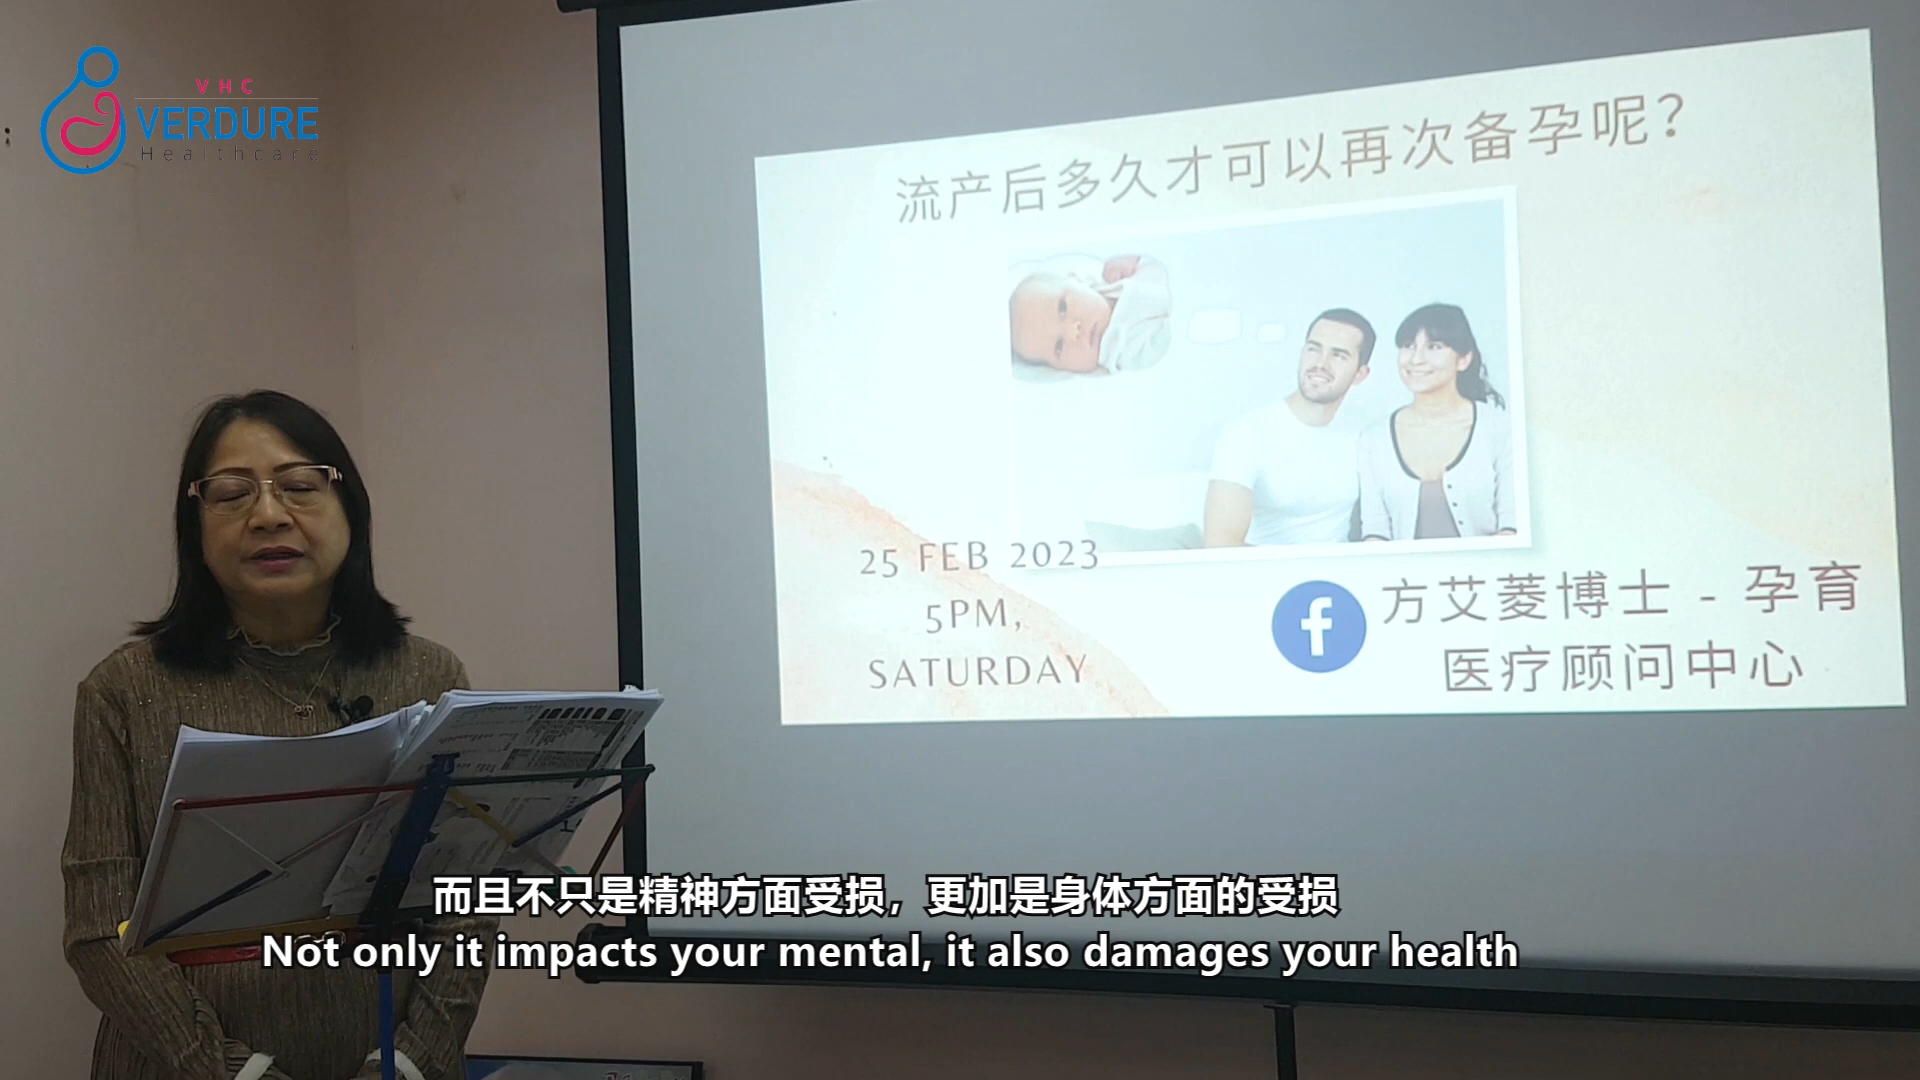 VHC
VERDURE
Healthcare
流产后多久才可以再次备孕呢?
25 FEB 2023
5PM,
SATURDAY
f
方艾菱博士 - 孕育
医疗顾问中心
而且不只是精神方面受损，更加是身体方面的受损
Not only it impacts your mental, it also damages your health